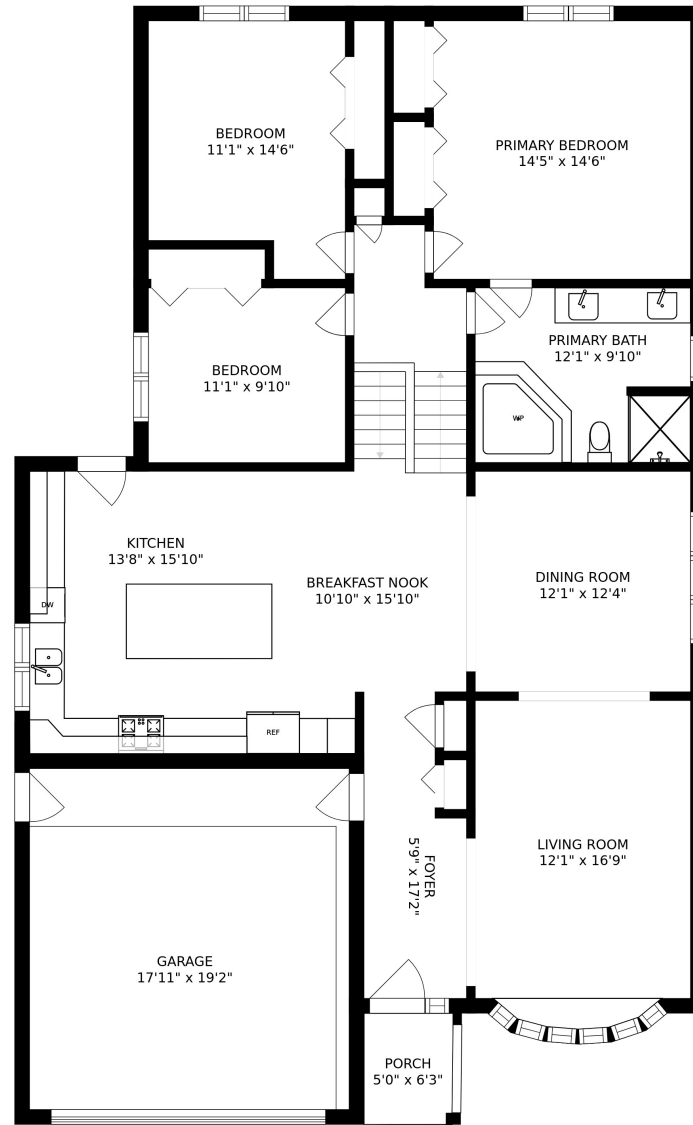 BEDROOM
11'1" x 14'6"
PRIMARY BEDROOM
14'5" x 14'6"
PRIMARY BATH
12'1" x 9'10"
BEDROOM
11'1" x 9'10"
WP
KITCHEN
13'8" x 15'10"
BREAKFAST NOOK
10'10" x 15'10"
DINING ROOM
12'1" x 12'4"
DW
REF
LIVING ROOM
12'1" x 16'9"
FOYER
5'9" x 17'2"
GARAGE
17'11" x 19'2"
PORCH
5'0" x 6'3"